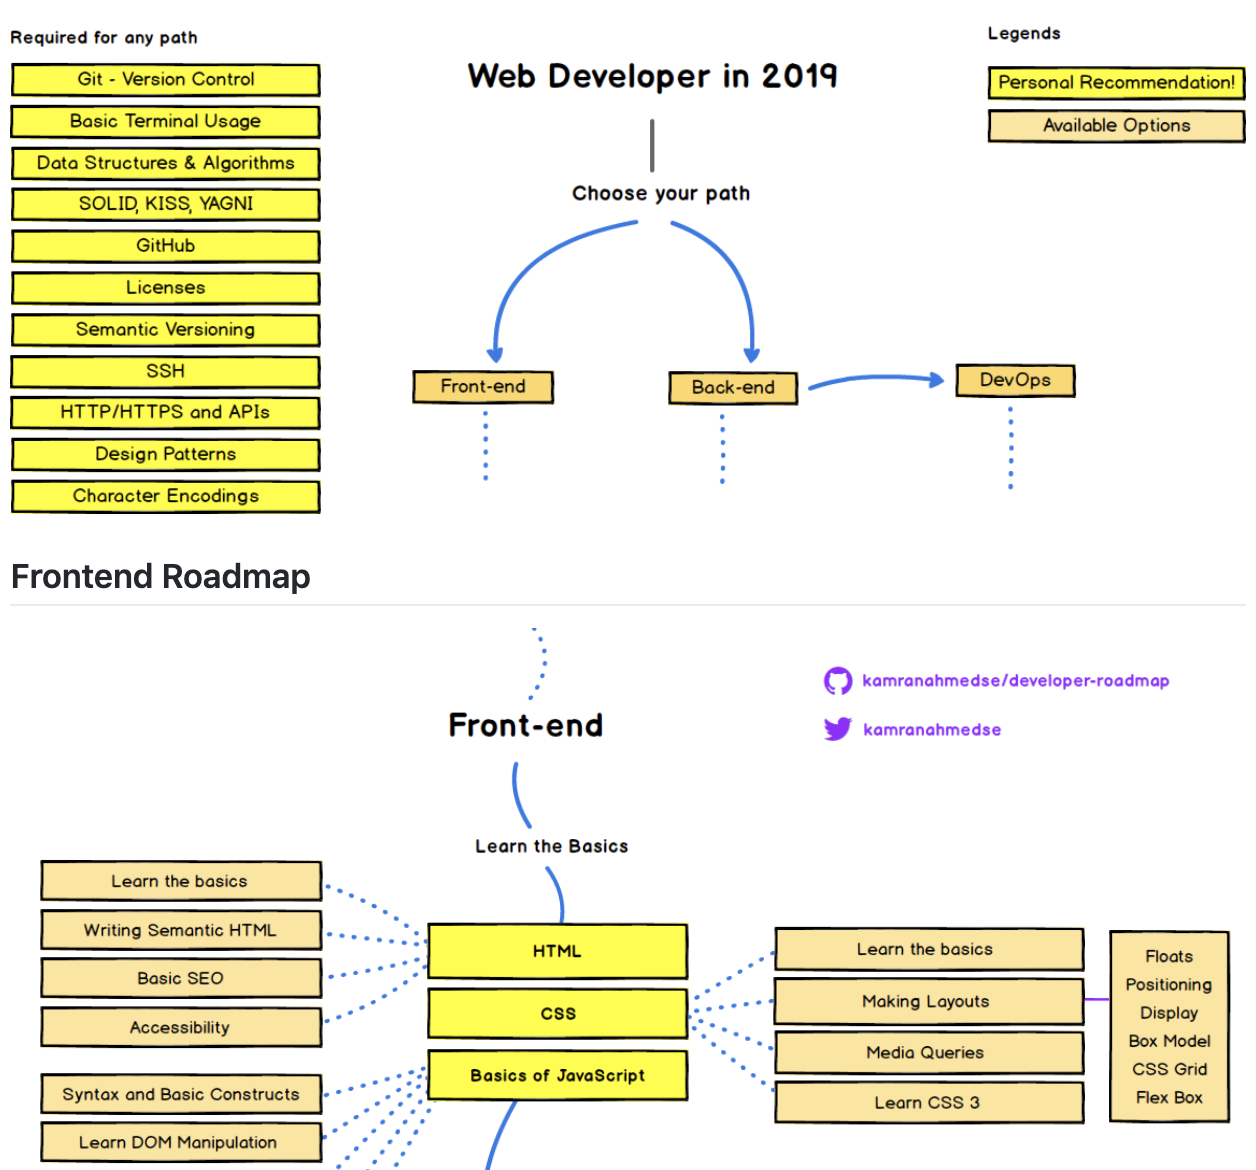 Required for any path
Git - Version Control
Basic Terminal Usage
Data Structures & Algorithms
SOLID, KISS, YAGNI
GitHub
Licenses
Semantic Versioning
SSH
HTTP/HTTPS and APIs
Design Patterns
Character Encodings
Web Developer in 2019
Choose your path
Front-end
Back-end
DevOps
Legends
Personal Recommendation!
Available Options
Frontend Roadmap
kamranahmedse/developer-roadmap
kamranahmedse
Front-end
Learn the Basics
Learn the basics
Writing Semantic HTML
Basic SEO
Accessibility
HTML
CSS
Basics of JavaScript
Learn the basics
Making Layouts
Media Queries
Learn CSS 3
Floats
Positioning
Display
Box Model
CSS Grid
Flex Box
Syntax and Basic Constructs
Learn DOM Manipulation